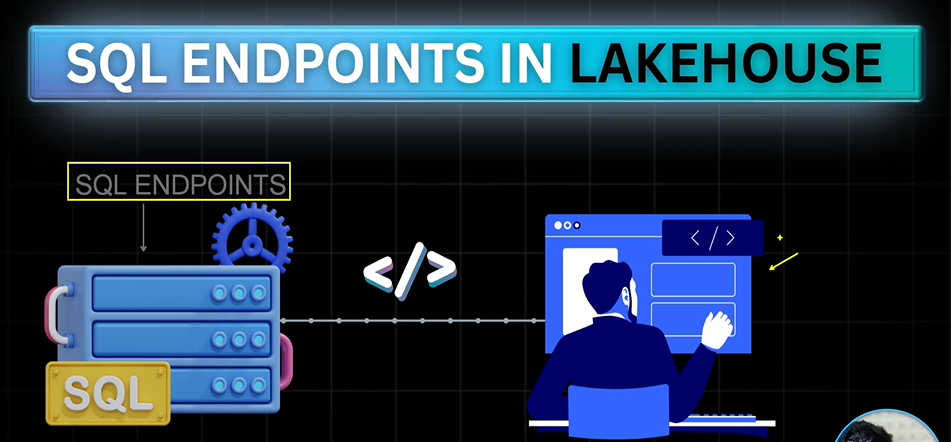 SQL ENDPOINTS IN LAKEHOUSE
SQL ENDPOINTS
</>
</>
SQL